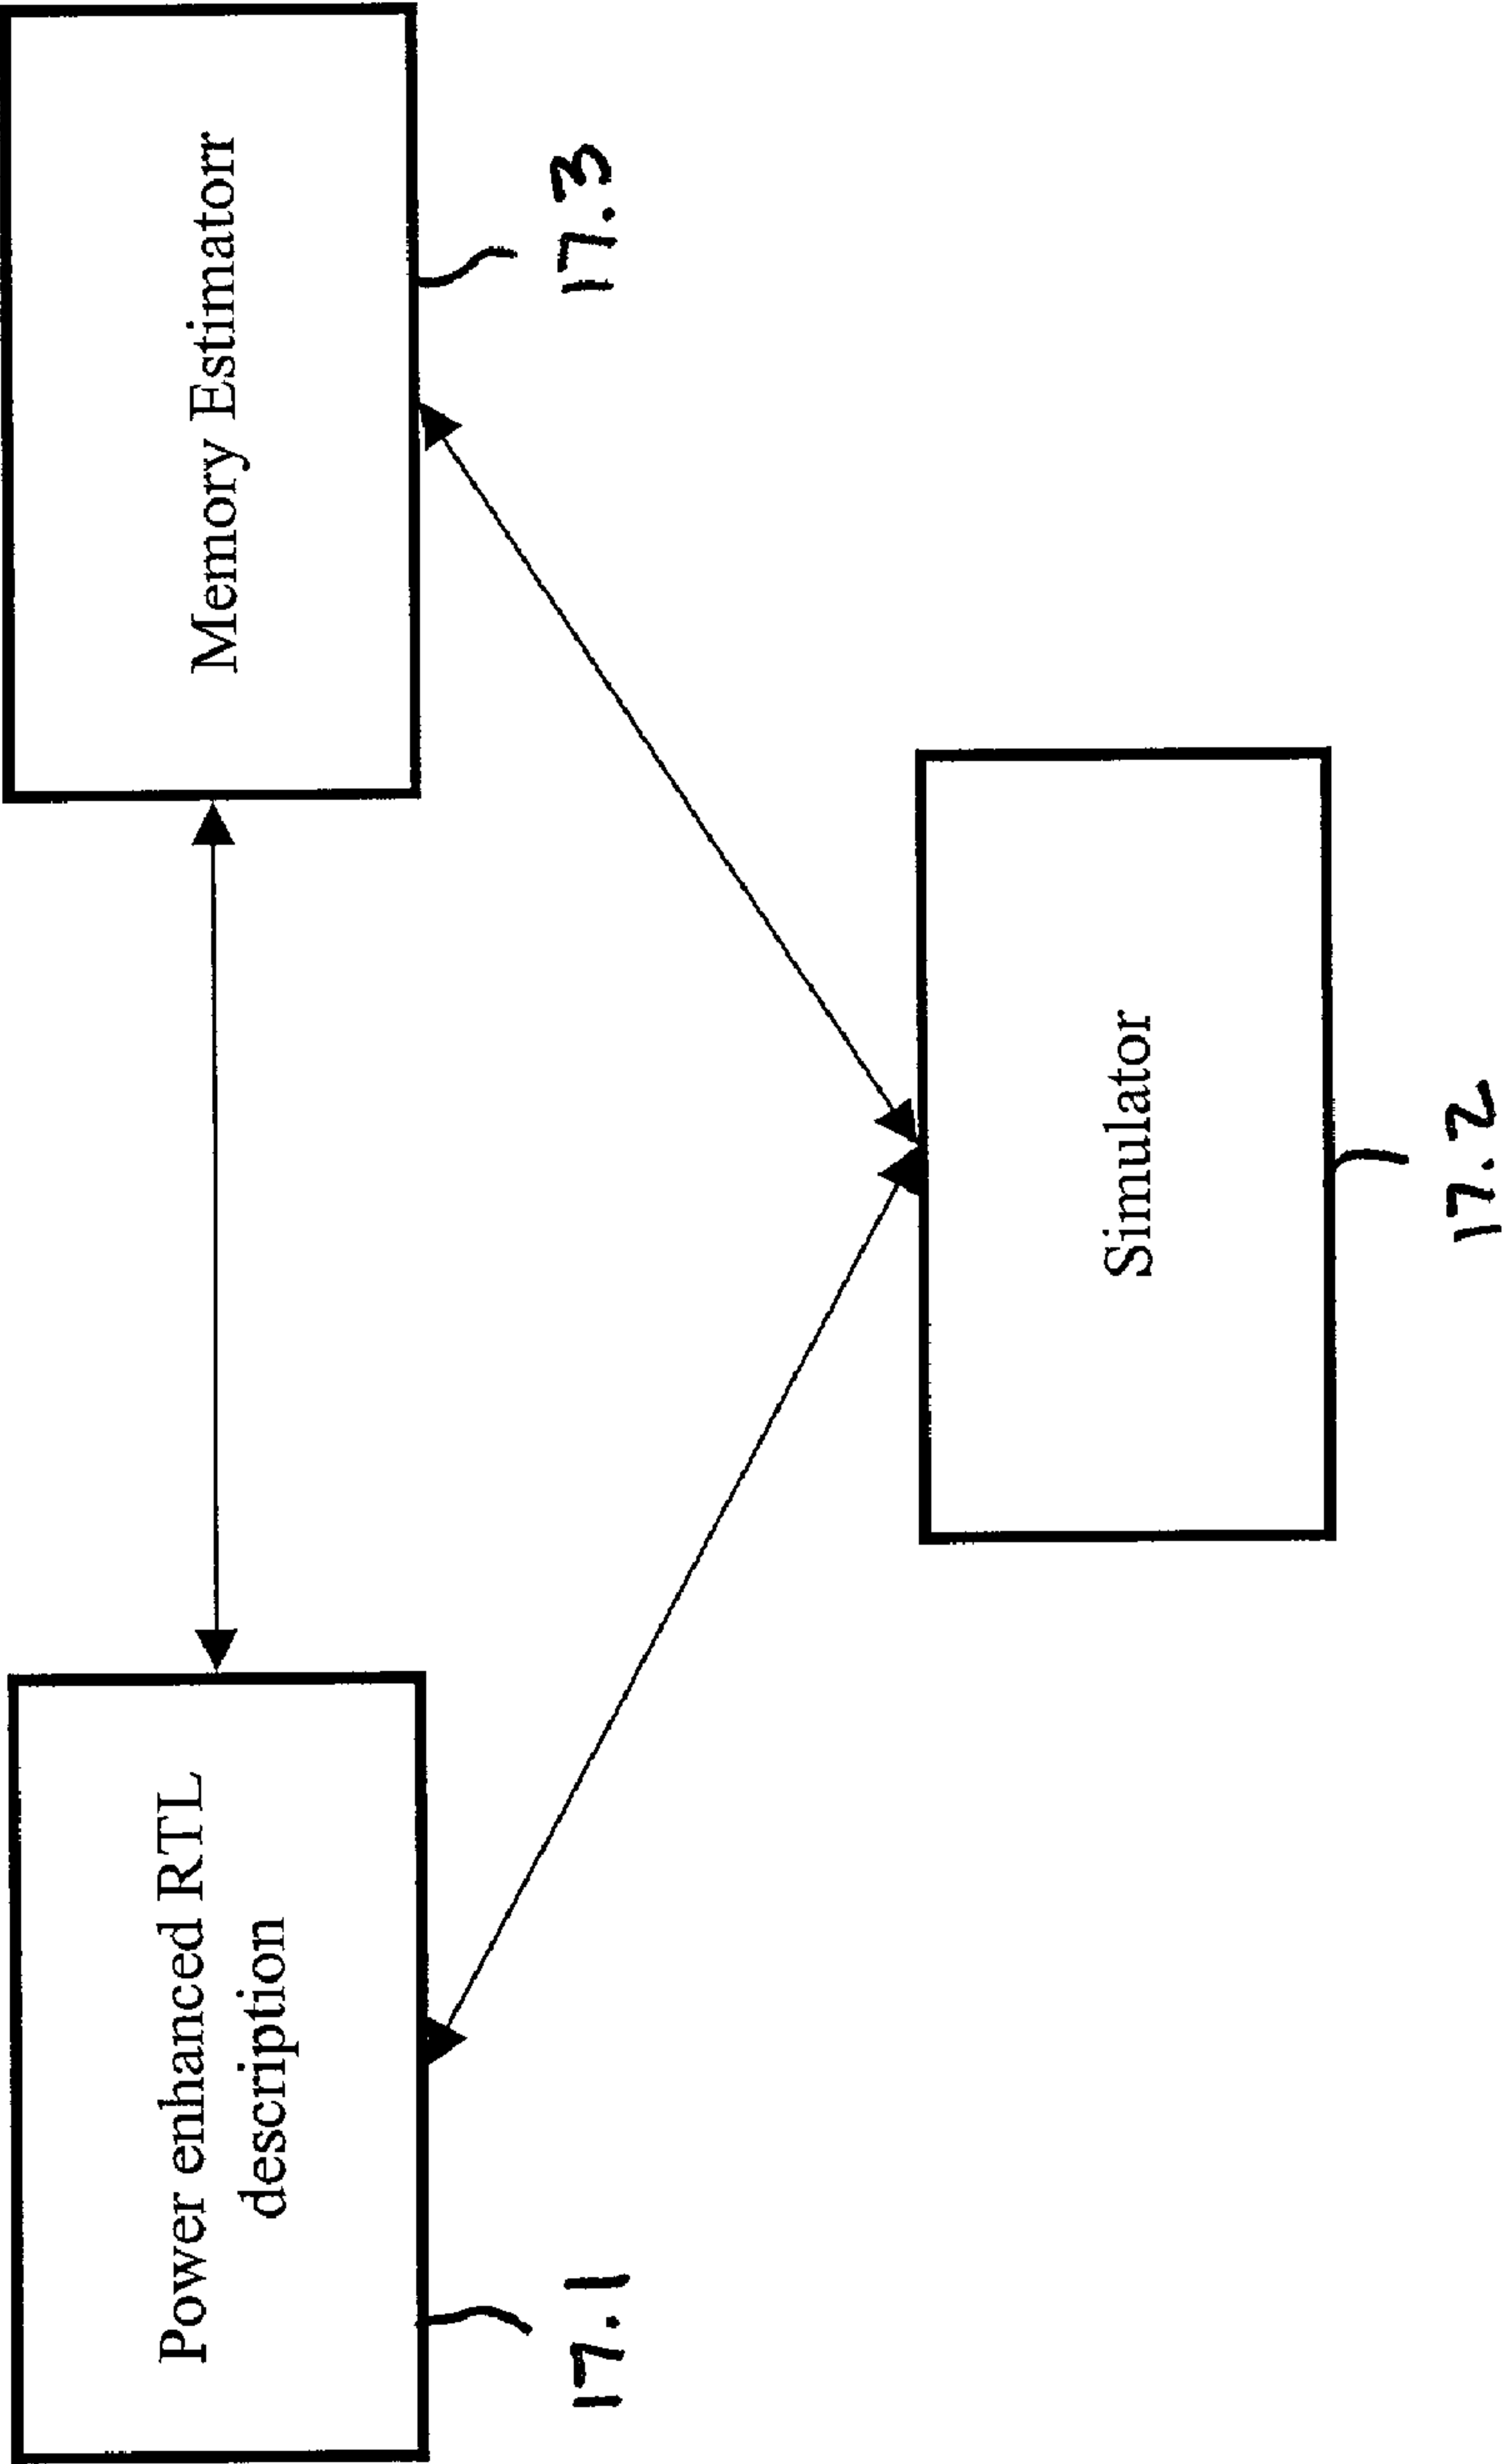 Power enhanced RTL
description
17.1
Memory Estimatorr
17.3
Simulator
17.2